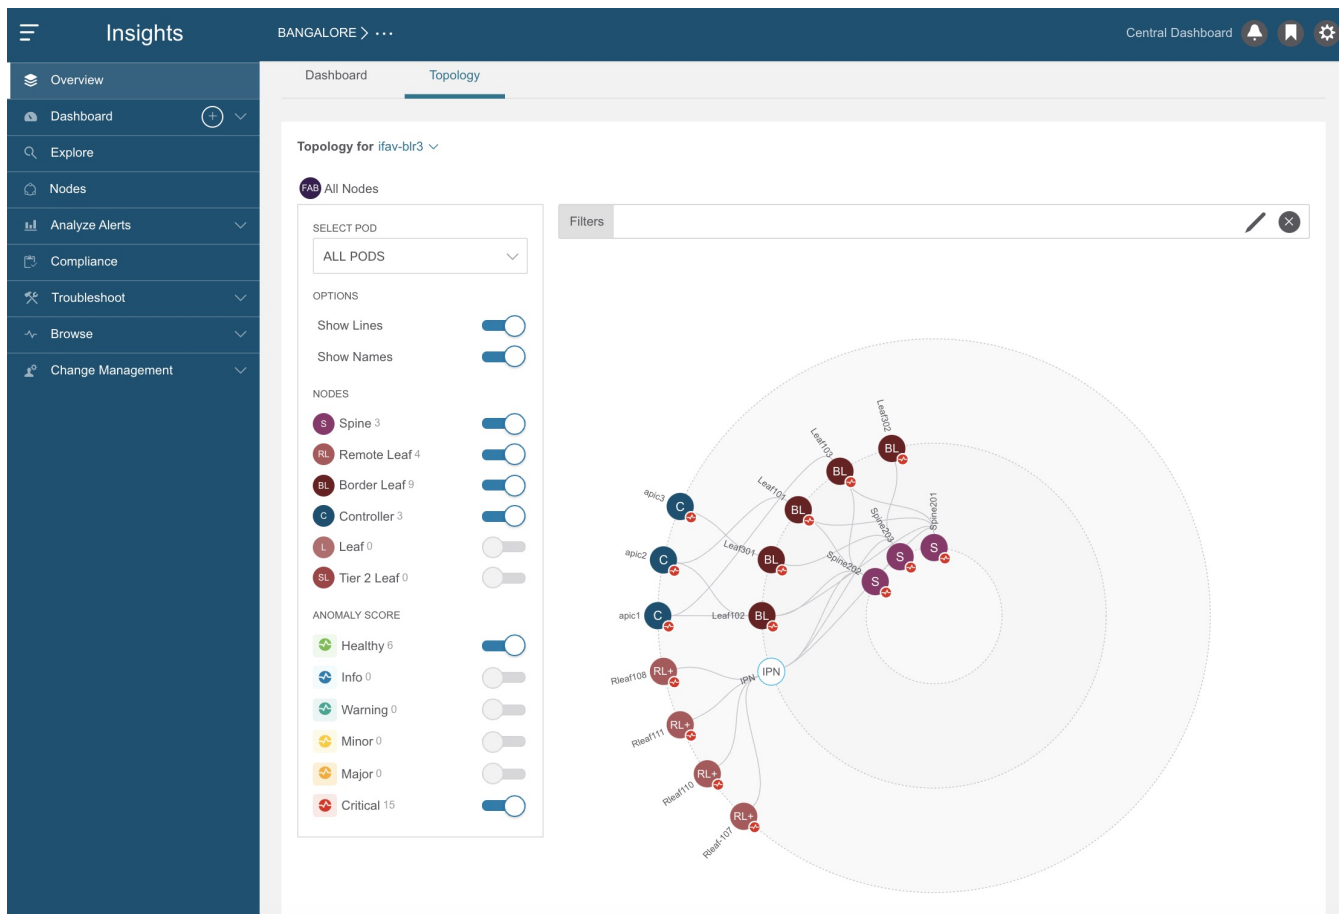 Insights
BANGALORE > ···
Central Dashboard
Overview
Dashboard
Explore
Nodes
Analyze Alerts
Compliance
Troubleshoot
Browse
Change Management
Dashboard
Topology
Topology for ifav-blr3
FAB All Nodes
SELECT POD
ALL PODS
OPTIONS
Show Lines
Show Names
NODES
S Spine 3
RL Remote Leaf 4
BL Border Leaf 9
C Controller 3
L Leaf 0
SL Tier 2 Leaf 0
ANOMALY SCORE
Healthy 6
Info 0
Warning 0
Minor 0
Major 0
Critical 15
Filters
Leaf302
BL
Leaf103
BL
Leaf101
BL
apic3
C
Spine201
S
Spine203
S
Leaf301
BL
apic2
C
Spine202
S
apic1
C
Leaf102
BL
IPN
IPN
Rleaf108
RL+
Rleaf111
RL+
Rleaf110
RL+
Rleaf-107
RL+